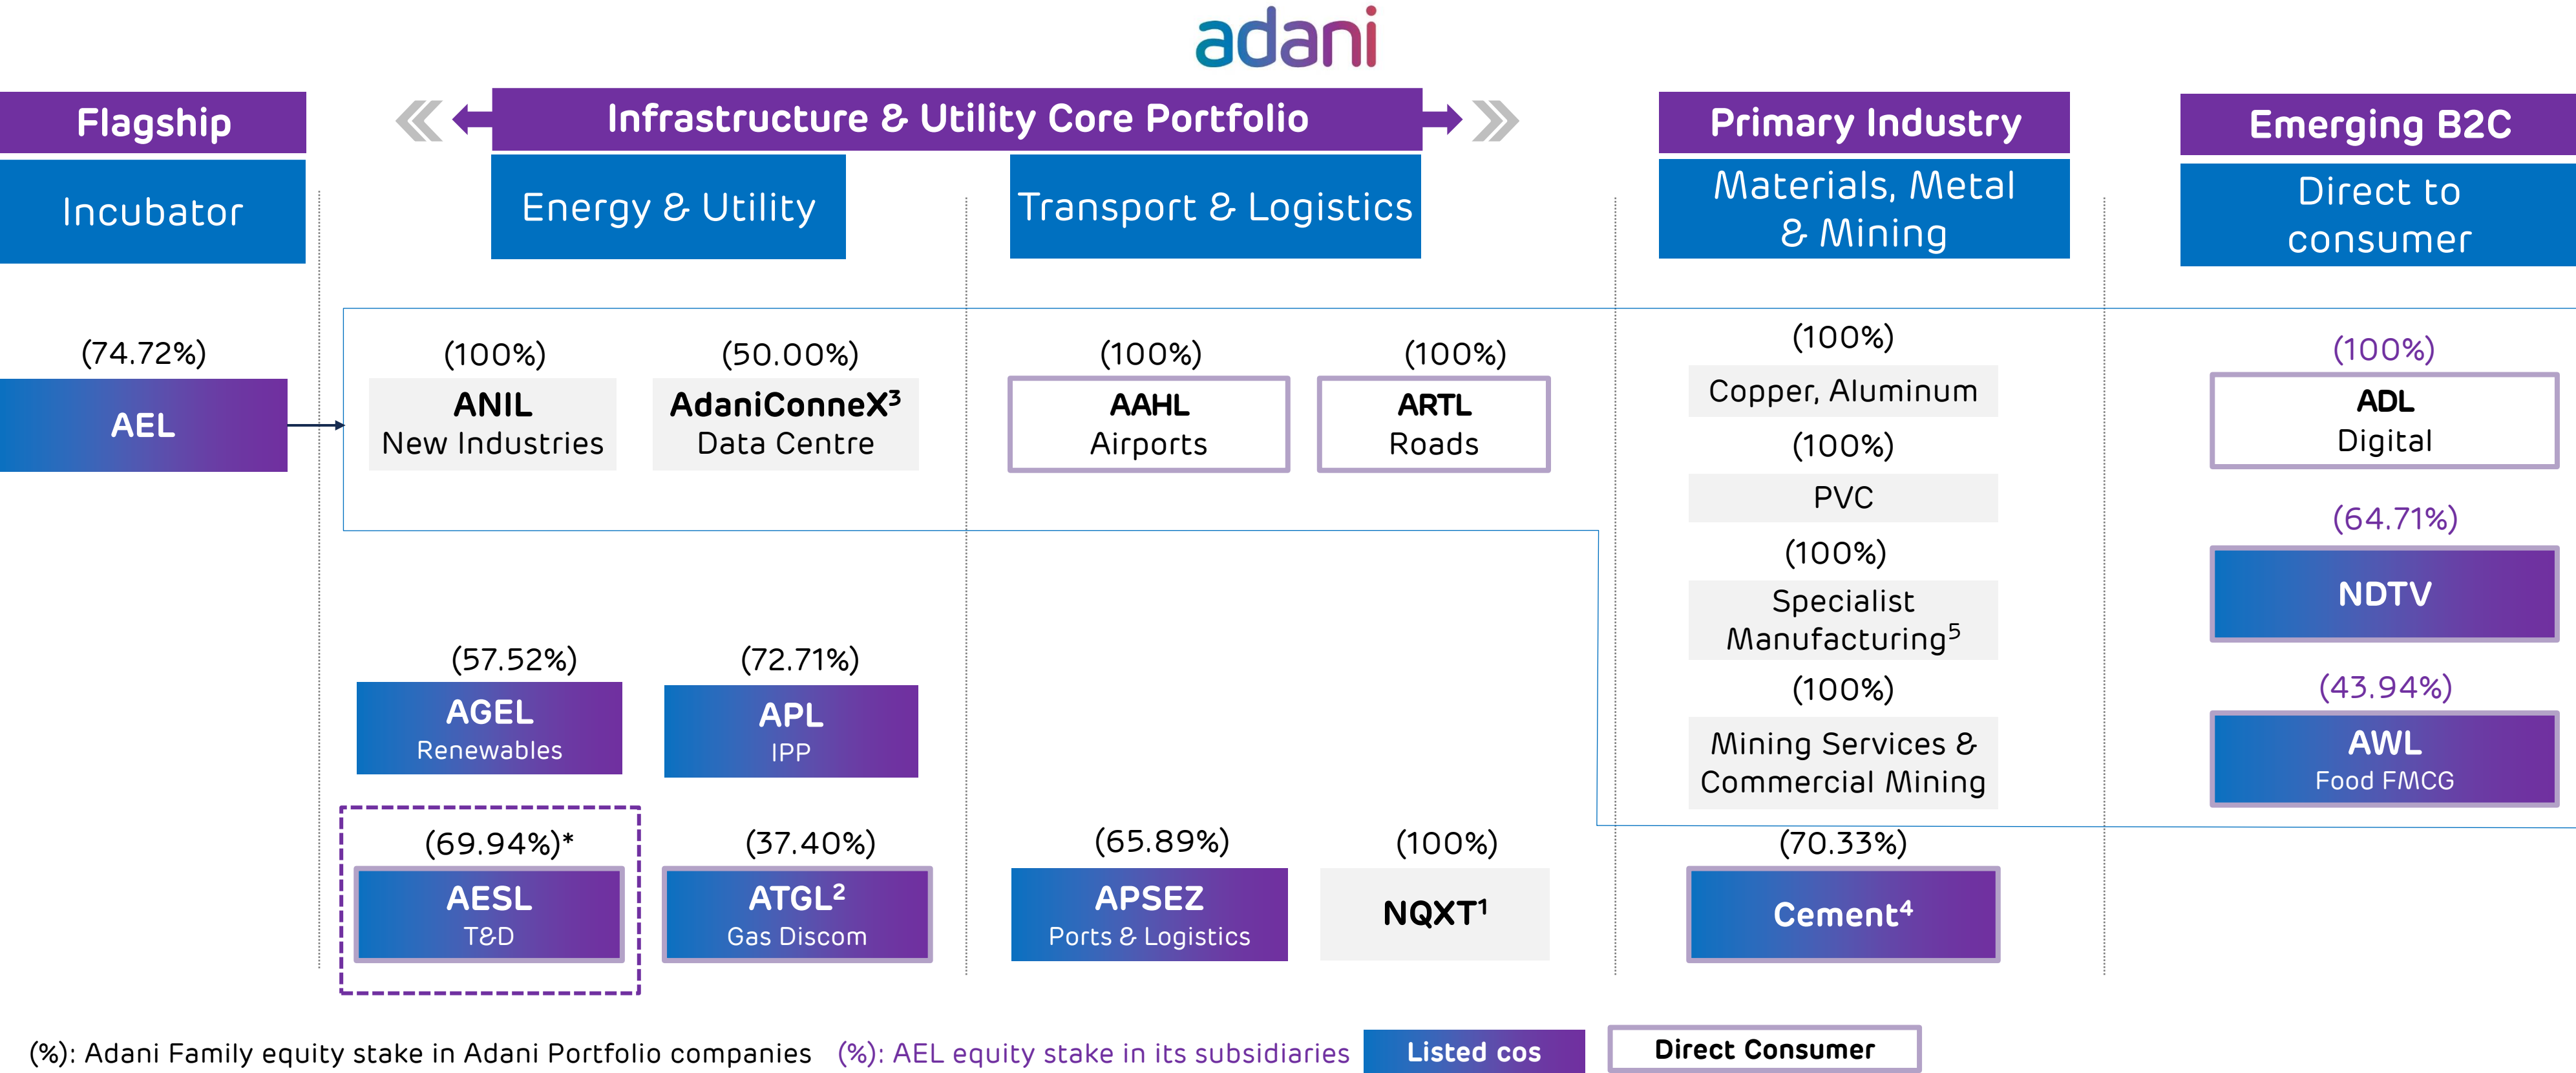 adani
Flagship
Infrastructure & Utility Core Portfolio
Primary Industry
Emerging B2C
Incubator
Energy & Utility
Transport & Logistics
Materials, Metal
& Mining
Direct to
consumer
(74.72%)
AEL
(100%)
ANIL
New Industries
(50.00%)
AdaniConneX³
Data Centre
(100%)
AAHL
Airports
(100%)
ARTL
Roads
(100%)
Copper, Aluminum
(100%)
PVC
(100%)
Specialist
Manufacturing⁵
(100%)
Mining Services &
Commercial Mining
(100%)
ADL
Digital
(64.71%)
NDTV
(43.94%)
AWL
Food FMCG
(57.52%)
AGEL
Renewables
(72.71%)
APL
IPP
(69.94%)*
AESL
T&D
(37.40%)
ATGL²
Gas Discom
(65.89%)
APSEZ
Ports & Logistics
(100%)
NQXT¹
(70.33%)
Cement⁴
(%): Adani Family equity stake in Adani Portfolio companies
(%): AEL equity stake in its subsidiaries
Listed cos
Direct Consumer